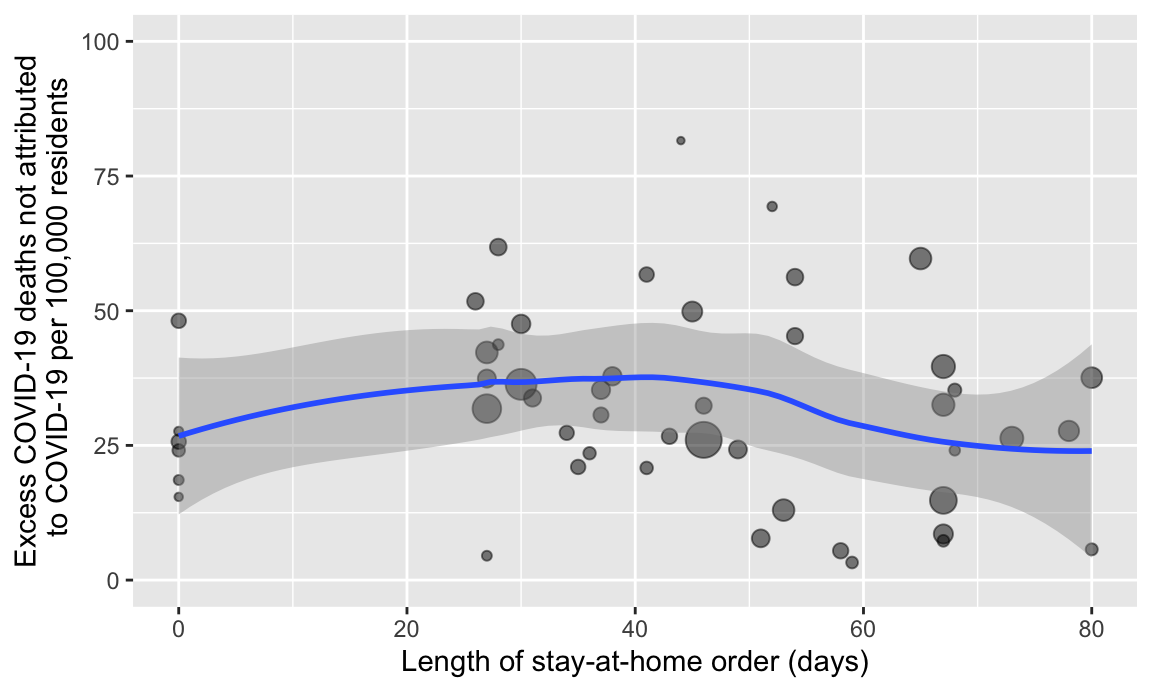 Excess COVID-19 deaths not attributed
to COVID-19 per 100,000 residents
100
75
50
25
0
0 20 40 60 80
Length of stay-at-home order (days)